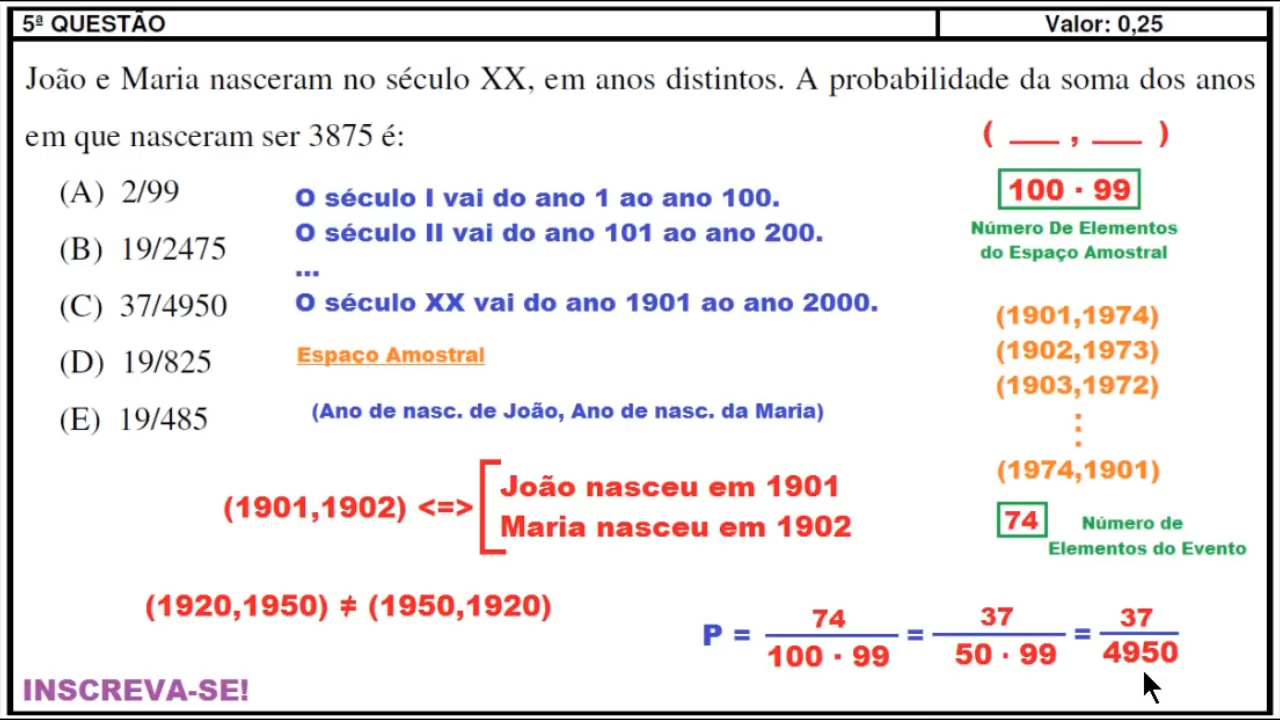 5ª QUESTÃO
Valor: 0,25
João e Maria nasceram no século XX, em anos distintos. A probabilidade da soma dos anos
em que nasceram ser 3875 é:
(A) 2/99
(B) 19/2475
(C) 37/4950
(D) 19/825
(E) 19/485
O século I vai do ano 1 ao ano 100.
O século II vai do ano 101 ao ano 200.
...
O século XX vai do ano 1901 ao ano 2000.
Espaço Amostral
(Ano de nasc. de João, Ano de nasc. da Maria)
(1901,1902) <=> João nasceu em 1901
Maria nasceu em 1902
(1920,1950) ≠ (1950,1920)
( ___ , ___ )
100 · 99
Número De Elementos
do Espaço Amostral
(1901,1974)
(1902,1973)
(1903,1972)
⋮
(1974,1901)
74
Número de
Elementos do Evento
P = 74 / 100 · 99 = 37 / 50 · 99 = 37 / 4950
INSCREVA-SE!